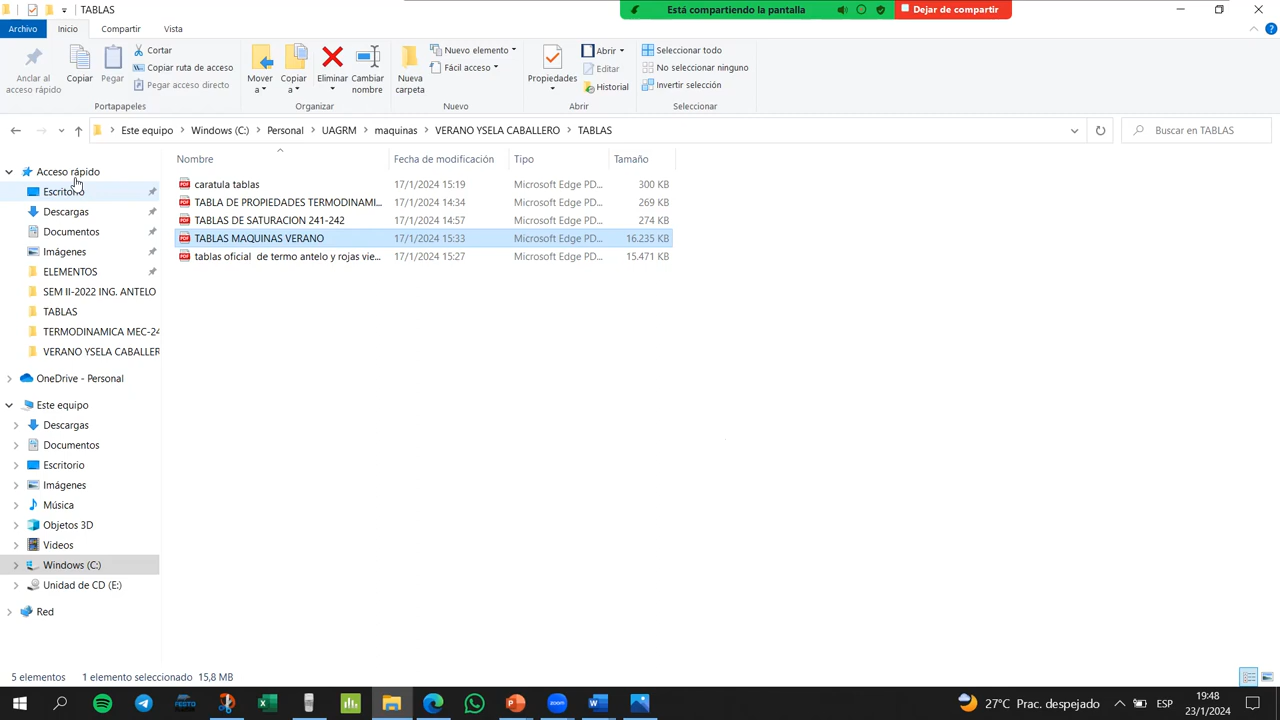 TABLAS
Está compartiendo la pantalla
Dejar de compartir
Archivo
Inicio
Compartir
Vista
Anclar al acceso rápido
Copiar
Pegar
Cortar
Copiar ruta de acceso
Pegar acceso directo
Portapapeles
Mover a
Copiar a
Eliminar
Cambiar nombre
Organizar
Nueva carpeta
Nuevo elemento
Fácil acceso
Nuevo
Propiedades
Abrir
Editar
Historial
Abrir
Seleccionar todo
No seleccionar ninguno
Invertir selección
Seleccionar
Este equipo > Windows (C:) > Personal > UAGRM > maquinas > VERANO YSELA CABALLERO > TABLAS
Buscar en TABLAS
Nombre Fecha de modificación Tipo Tamaño
caratula tablas 17/1/2024 15:19 Microsoft Edge PD... 300 KB
TABLA DE PROPIEDADES TERMODINAMI... 17/1/2024 14:34 Microsoft Edge PD... 269 KB
TABLAS DE SATURACION 241-242 17/1/2024 14:57 Microsoft Edge PD... 274 KB
TABLAS MAQUINAS VERANO 17/1/2024 15:33 Microsoft Edge PD... 16.235 KB
tablas oficial de termo antelo y rojas vie... 17/1/2024 15:27 Microsoft Edge PD... 15.471 KB
Acceso rápido
Escritorio
Descargas
Documentos
Imágenes
ELEMENTOS
SEM II-2022 ING. ANTELO
TABLAS
TERMODINAMICA MEC-24
VERANO YSELA CABALLER
OneDrive - Personal
Este equipo
Descargas
Documentos
Escritorio
Imágenes
Música
Objetos 3D
Videos
Windows (C:)
Unidad de CD (E:)
Red
5 elementos 1 elemento seleccionado 15,8 MB
FESTO
27°C Prac. despejado
ESP
19:48
23/1/2024